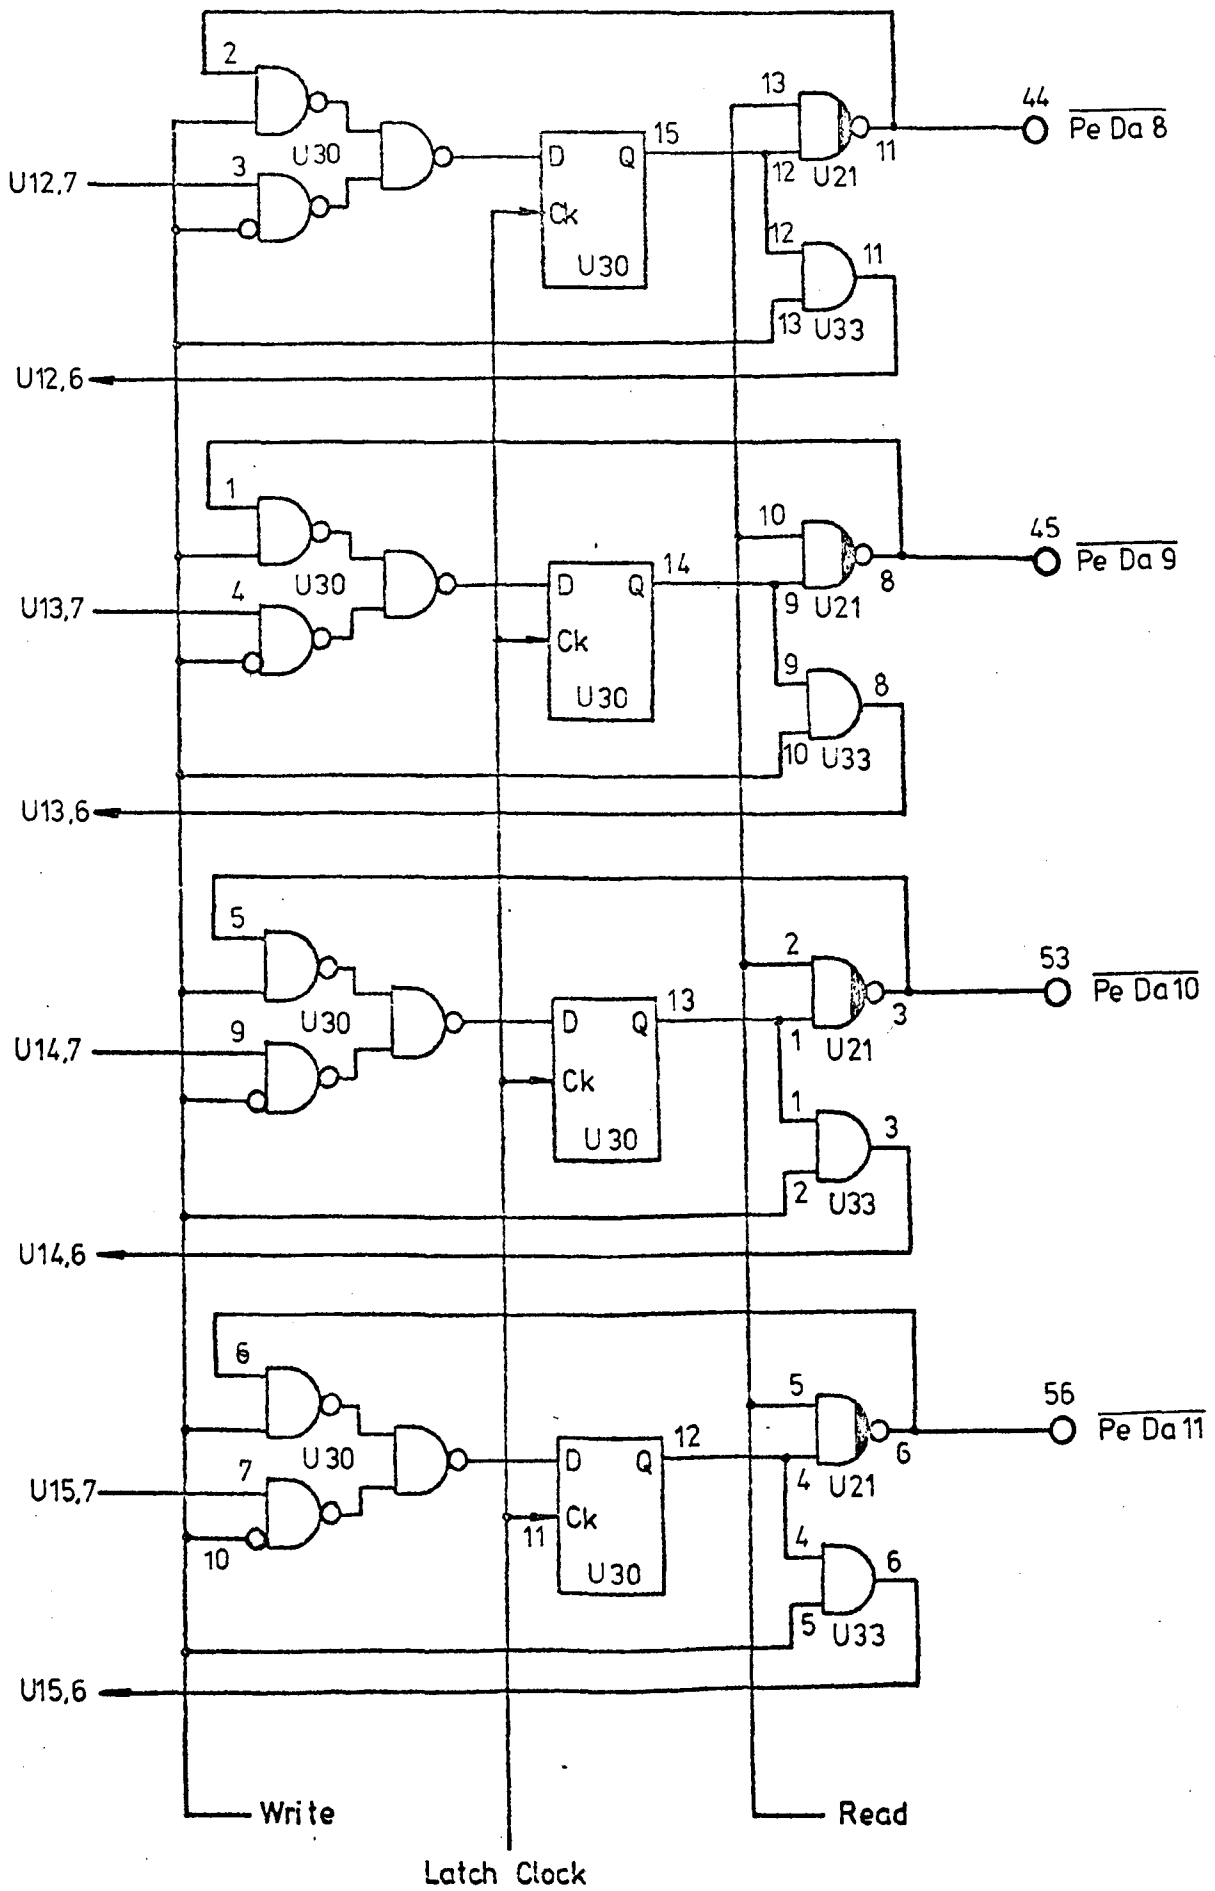 2
13
44
Pe Da 8
15
U30
D Q
12
11
U21
3
U12,7
Ck
12
11
U30
13
U33
U12,6
1
10
45
Pe Da 9
14
U30
D Q
9
8
U21
4
U13,7
Ck
9
8
U30
10
U33
U13,6
5
2
53
Pe Da 10
13
U30
D Q
1
3
U21
9
U14,7
Ck
1
3
U30
2
U33
U14,6
6
5
56
Pe Da 11
12
U30
D Q
4
6
U21
7
U15,7
11
Ck
10
4
6
U30
5
U33
U15,6
Write
Read
Latch Clock